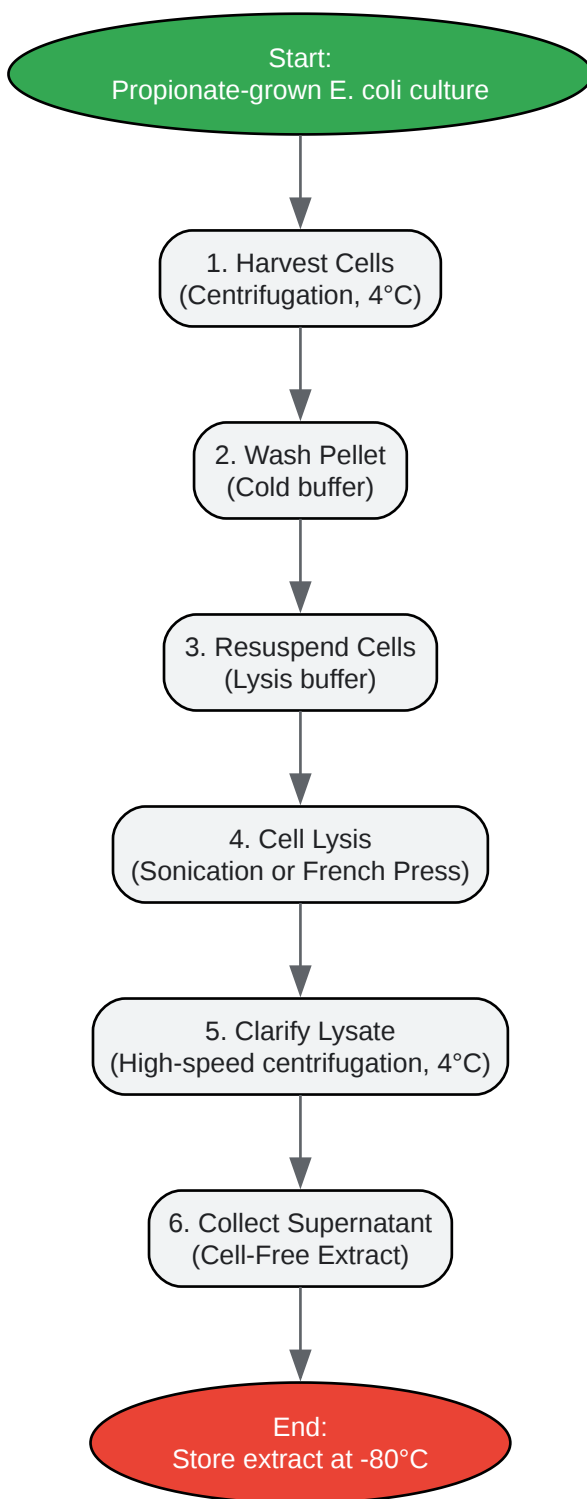 Start:
Propionate-grown E. coli culture
1. Harvest Cells
(Centrifugation, 4°C)
2. Wash Pellet
(Cold buffer)
3. Resuspend Cells
(Lysis buffer)
4. Cell Lysis
(Sonication or French Press)
5. Clarify Lysate
(High-speed centrifugation, 4°C)
6. Collect Supernatant
(Cell-Free Extract)
End:
Store extract at -80°C